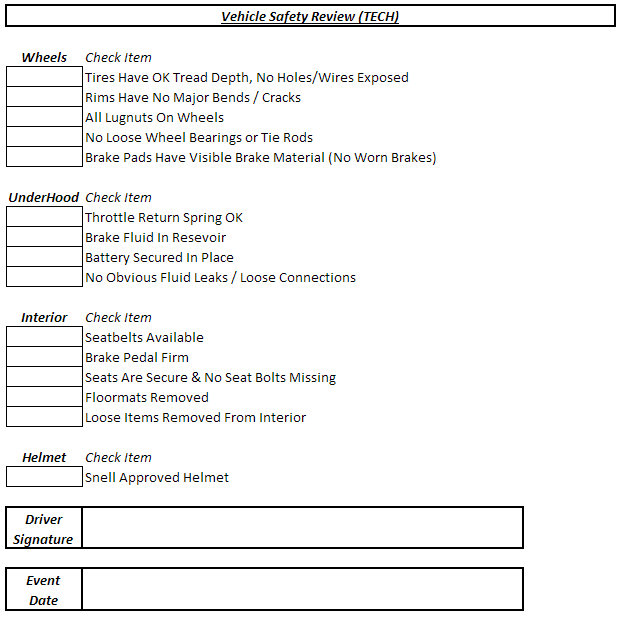 Vehicle Safety Review (TECH)
Wheels Check Item
Tires Have OK Tread Depth, No Holes/Wires Exposed
Rims Have No Major Bends / Cracks
All Lugnuts On Wheels
No Loose Wheel Bearings or Tie Rods
Brake Pads Have Visible Brake Material (No Worn Brakes)
UnderHood Check Item
Throttle Return Spring OK
Brake Fluid In Resevoir
Battery Secured In Place
No Obvious Fluid Leaks / Loose Connections
Interior Check Item
Seatbelts Available
Brake Pedal Firm
Seats Are Secure & No Seat Bolts Missing
Floormats Removed
Loose Items Removed From Interior
Helmet Check Item
Snell Approved Helmet
Driver
Signature
Event
Date